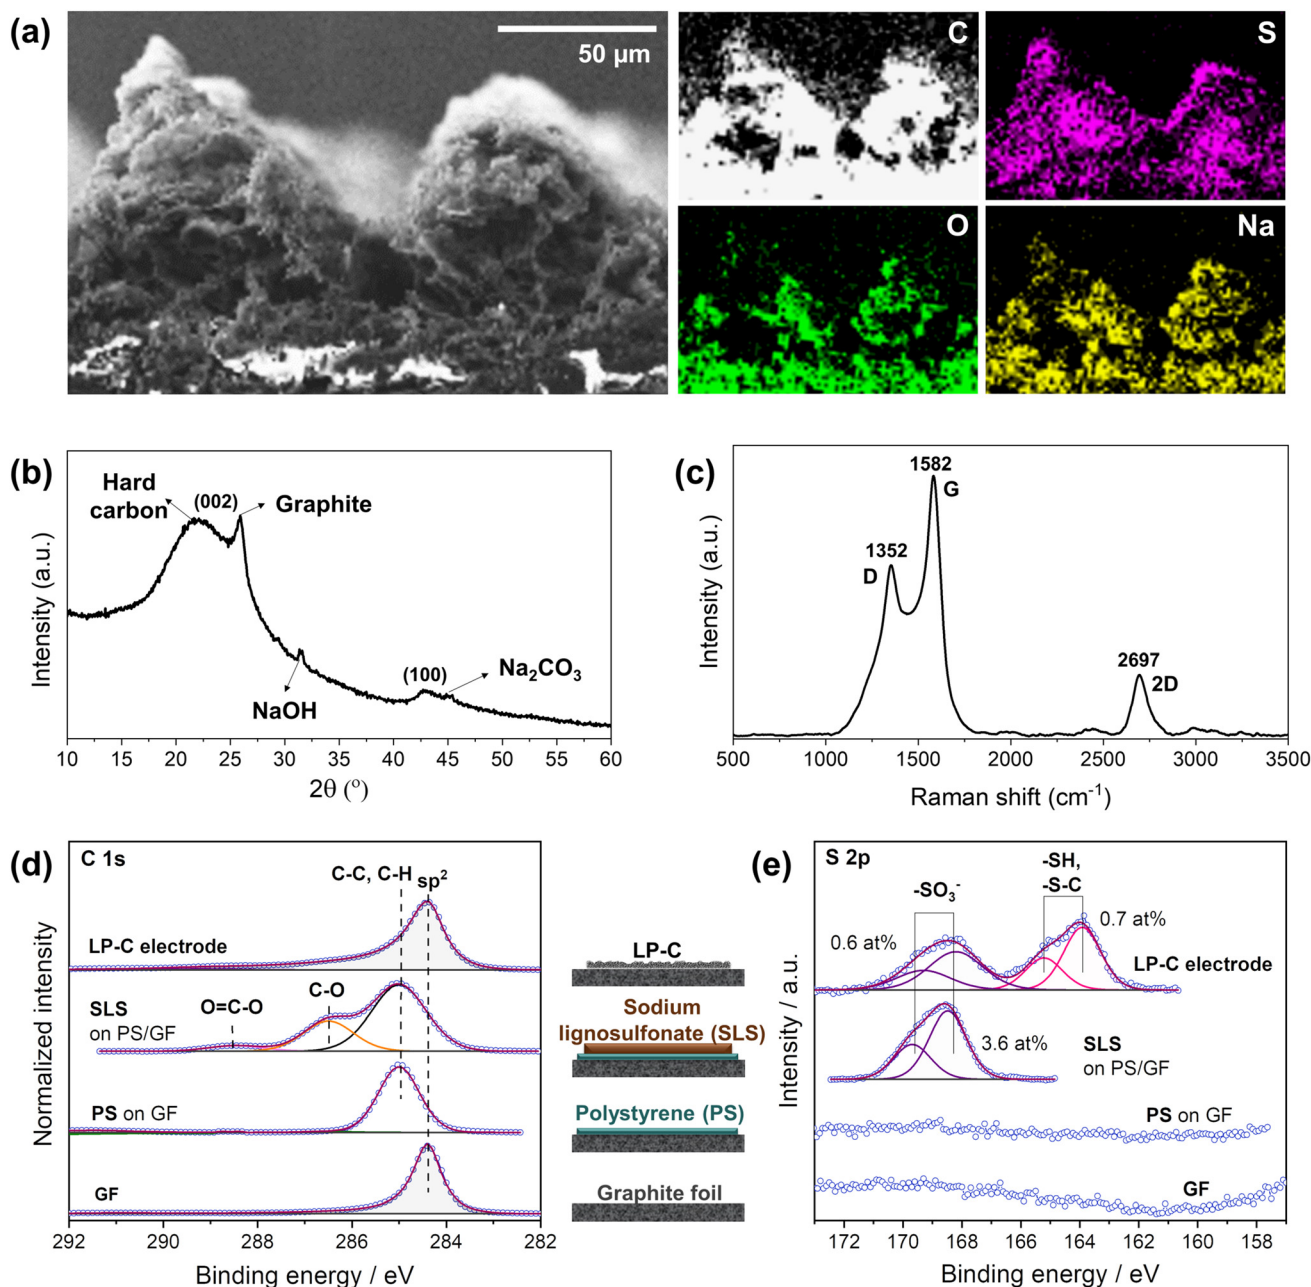 (a)
50 µm
C
S
O
Na
(b)
Hard
carbon
(002)
Graphite
NaOH
(100)
Na₂CO₃
Intensity (a.u.)
10 15 20 25 30 35 40 45 50 55 60
2θ (°)
(c)
1582
G
1352
D
2697
2D
Intensity (a.u.)
500 1000 1500 2000 2500 3000 3500
Raman shift (cm⁻¹)
(d)
C 1s
C-C, C-H
sp²
LP-C electrode
O=C-O
C-O
SLS
on PS/GF
PS on GF
GF
Normalized intensity
292 290 288 286 284 282
Binding energy / eV
LP-C
Sodium
lignosulfonate (SLS)
Polystyrene (PS)
Graphite foil
(e)
S 2p
-SH,
-S-C
-SO₃⁻
0.6 at%
0.7 at%
LP-C electrode
3.6 at%
SLS
on PS/GF
PS on GF
GF
Intensity / a.u.
172 170 168 166 164 162 160 158
Binding energy / eV